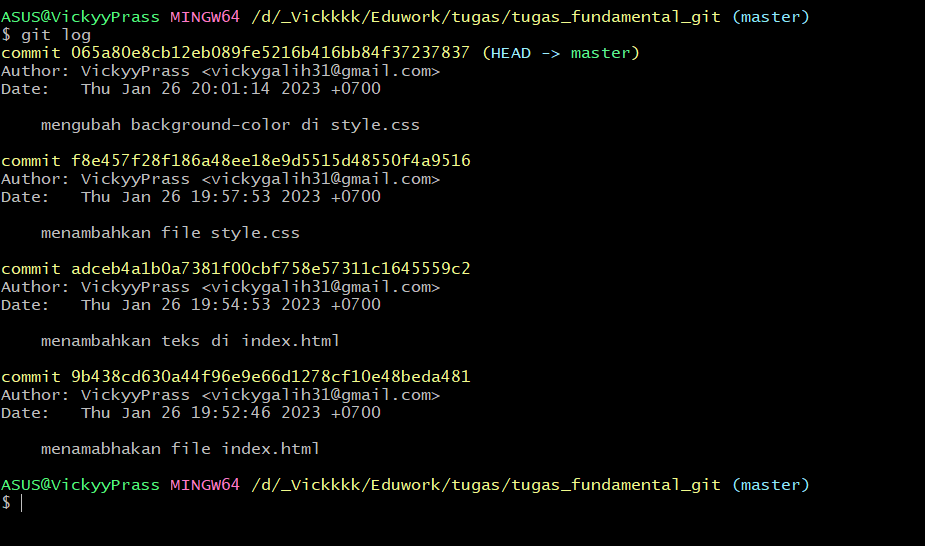 ASUS@VickyyPrass MINGW64 /d/_Vickkkk/Eduwork/tugas/tugas_fundamental_git (master)
$ git log
commit 065a80e8cb12eb089fe5216b416bb84f37237837 (HEAD -> master)
Author: VickyyPrass <vickygalih31@gmail.com>
Date:   Thu Jan 26 20:01:14 2023 +0700
    mengubah background-color di style.css
commit f8e457f28f186a48ee18e9d5515d48550f4a9516
Author: VickyyPrass <vickygalih31@gmail.com>
Date:   Thu Jan 26 19:57:53 2023 +0700
    menambahkan file style.css
commit adceb4a1b0a7381f00cbf758e57311c1645559c2
Author: VickyyPrass <vickygalih31@gmail.com>
Date:   Thu Jan 26 19:54:53 2023 +0700
    menambahkan teks di index.html
commit 9b438cd630a44f96e9e66d1278cf10e48beda481
Author: VickyyPrass <vickygalih31@gmail.com>
Date:   Thu Jan 26 19:52:46 2023 +0700
    menamabhakan file index.html
ASUS@VickyyPrass MINGW64 /d/_Vickkkk/Eduwork/tugas/tugas_fundamental_git (master)
$